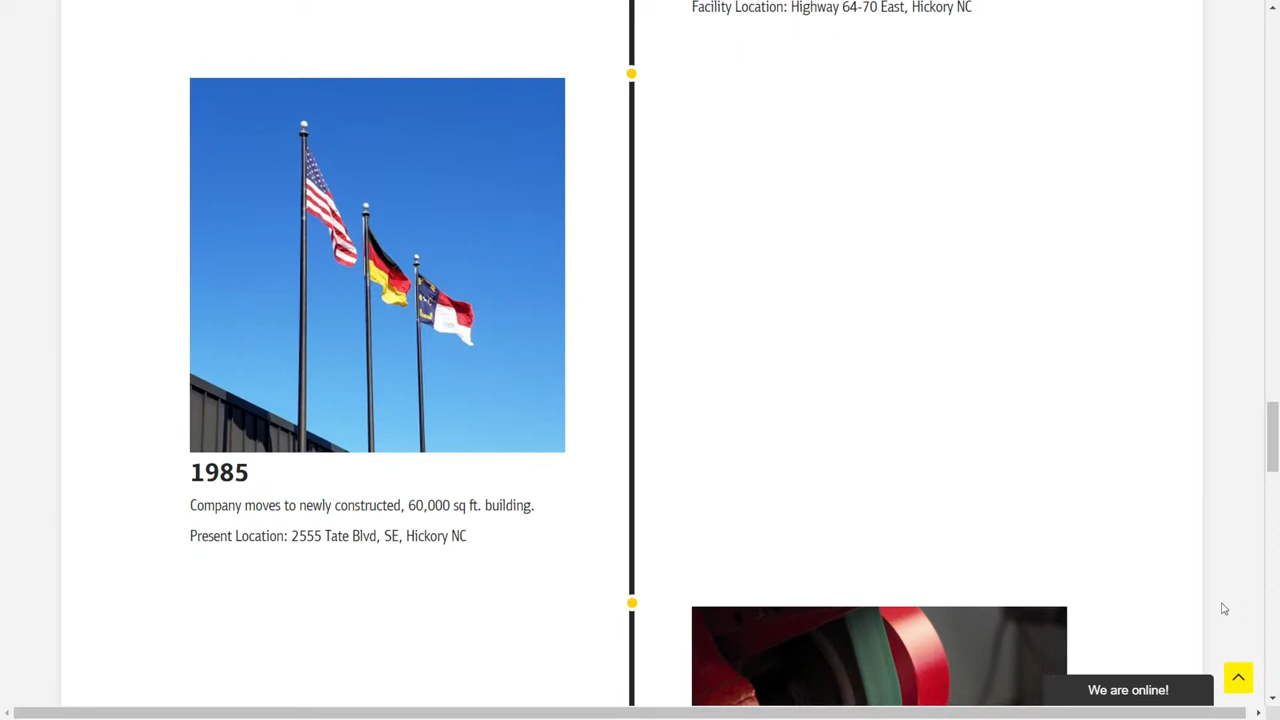 Facility Location: Highway 64-70 East, Hickory NC
1985
Company moves to newly constructed, 60,000 sq ft. building.
Present Location: 2555 Tate Blvd, SE, Hickory NC
We are online!